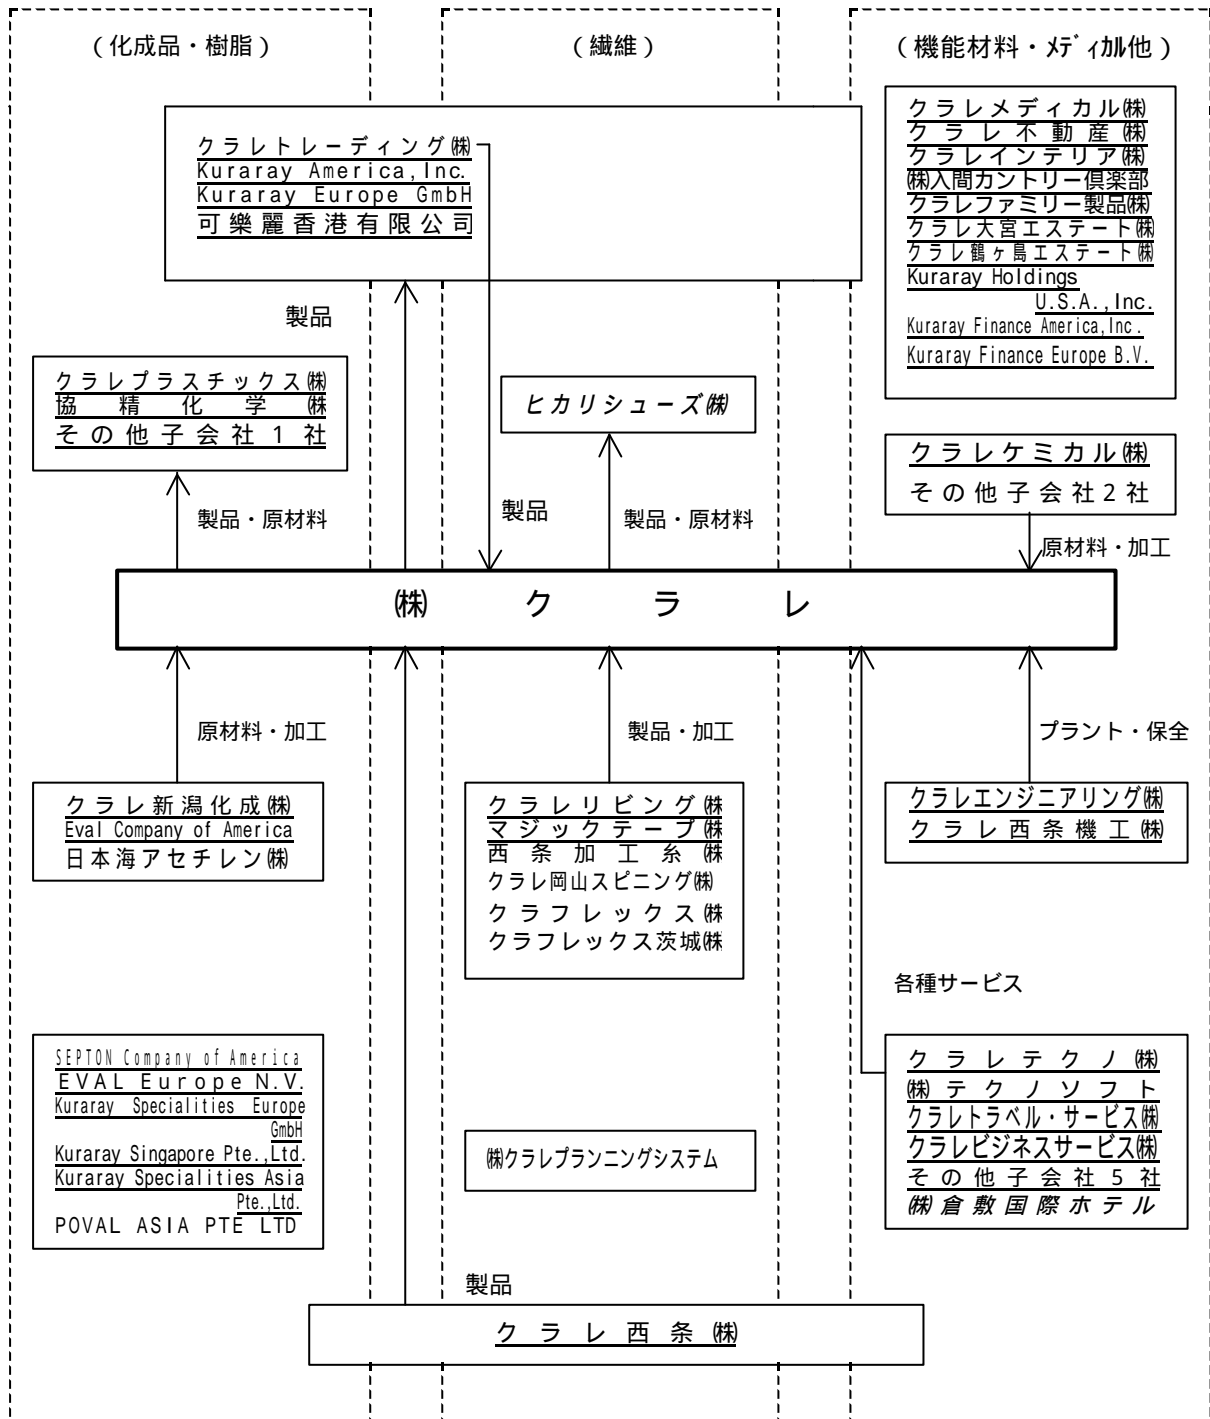 （化成品・樹脂）
（繊維）
（機能材料・メディカル他）
クラレトレーディング㈱
Kuraray America,Inc.
Kuraray Europe GmbH
可樂麗香港有限公司
クラレメディカル㈱
クラレ不動産㈱
クラレインテリア㈱
㈱入間カントリー倶楽部
クラレファミリー製品㈱
クラレ大宮エステート㈱
クラレ鶴ヶ島エステート㈱
Kuraray Holdings
U.S.A.,Inc.
Kuraray Finance America,Inc.
Kuraray Finance Europe B.V.
製品
クラレプラスチックス㈱
協精化学㈱
その他子会社1社
ヒカリシューズ㈱
クラレケミカル㈱
その他子会社2社
製品・原材料
製品
製品・原材料
原材料・加工
㈱クラレ
原材料・加工
製品・加工
プラント・保全
クラレ新潟化成㈱
Eval Company of America
日本海アセチレン㈱
クラレリビング㈱
マジックテープ㈱
西条加工糸㈱
クラレ岡山スピニング㈱
クラフレックス㈱
クラフレックス茨城㈱
クラレエンジニアリング㈱
クラレ西条機工㈱
各種サービス
SEPTON Company of America
EVAL Europe N.V.
Kuraray Specialities Europe
GmbH
Kuraray Singapore Pte.,Ltd.
Kuraray Specialities Asia
Pte.,Ltd.
POVAL ASIA PTE LTD
㈱クラレプランニングシステム
クラレテクノ㈱
㈱テクノソフト
クラレトラベル・サービス㈱
クラレビジネスサービス㈱
その他子会社5社
㈱倉敷国際ホテル
製品
クラレ西条㈱